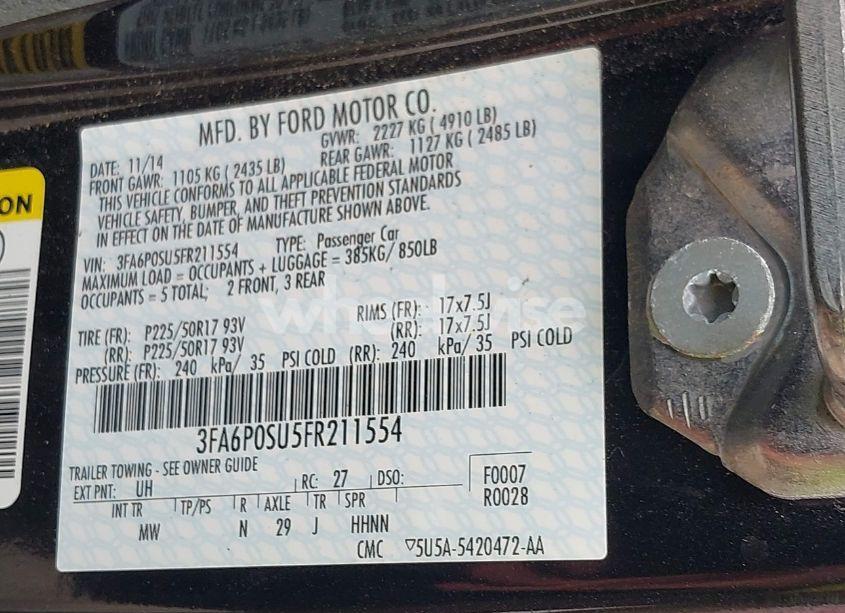 MFD. BY FORD MOTOR CO.
DATE: 11/14 GVWR: 2227 KG ( 4910 LB)
FRONT GAWR: 1105 KG ( 2435 LB) REAR GAWR: 1127 KG ( 2485 LB)
THIS VEHICLE CONFORMS TO ALL APPLICABLE FEDERAL MOTOR
VEHICLE SAFETY, BUMPER, AND THEFT PREVENTION STANDARDS
IN EFFECT ON THE DATE OF MANUFACTURE SHOWN ABOVE.
VIN: 3FA6P0SU5FR211554 TYPE: Passenger Car
MAXIMUM LOAD = OCCUPANTS + LUGGAGE = 385KG/ 850LB
OCCUPANTS = 5 TOTAL; 2 FRONT, 3 REAR
TIRE (FR): P225/50R17 93V RIMS (FR): 17x7.5J
(RR): P225/50R17 93V (RR): 17x7.5J
PRESSURE (FR): 240 kPa/ 35 PSI COLD (RR): 240 kPa/ 35 PSI COLD
3FA6P0SU5FR211554
TRAILER TOWING - SEE OWNER GUIDE
EXT PNT: UH RC: 27 DSO: F0007
R0028
INT TR TP/PS R AXLE TR SPR
MW N 29 J HHNN
CMC ▽5U5A-5420472-AA
ON